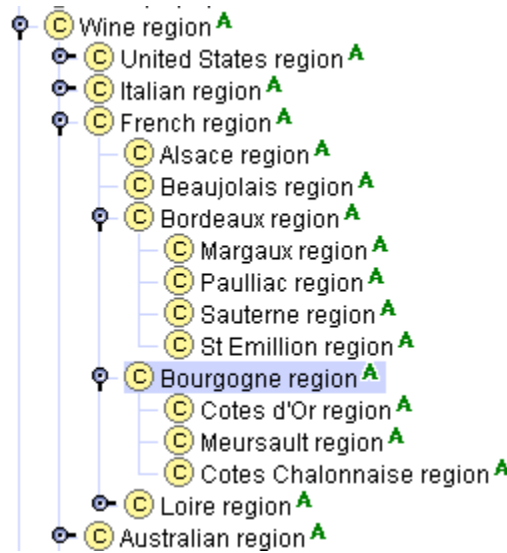 C Wine region A
C United States region A
C Italian region A
C French region A
C Alsace region A
C Beaujolais region A
C Bordeaux region A
C Margaux region A
C Paulliac region A
C Sauterne region A
C St Emillion region A
C Bourgogne region A
C Cotes d'Or region A
C Meursault region A
C Cotes Chalonnaise region A
C Loire region A
C Australian region A